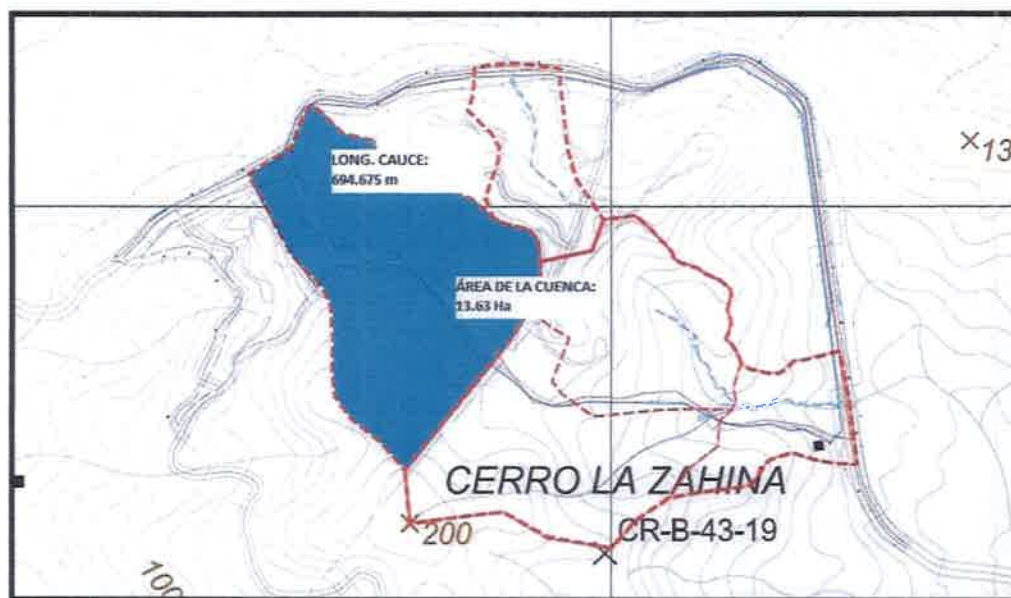 LONG. CAUCE:
694.675 m
×13
ÁREA DE LA CUENCA:
13.63 Ha
CERRO LA ZAHINA
×200
CR-B-43-19
100